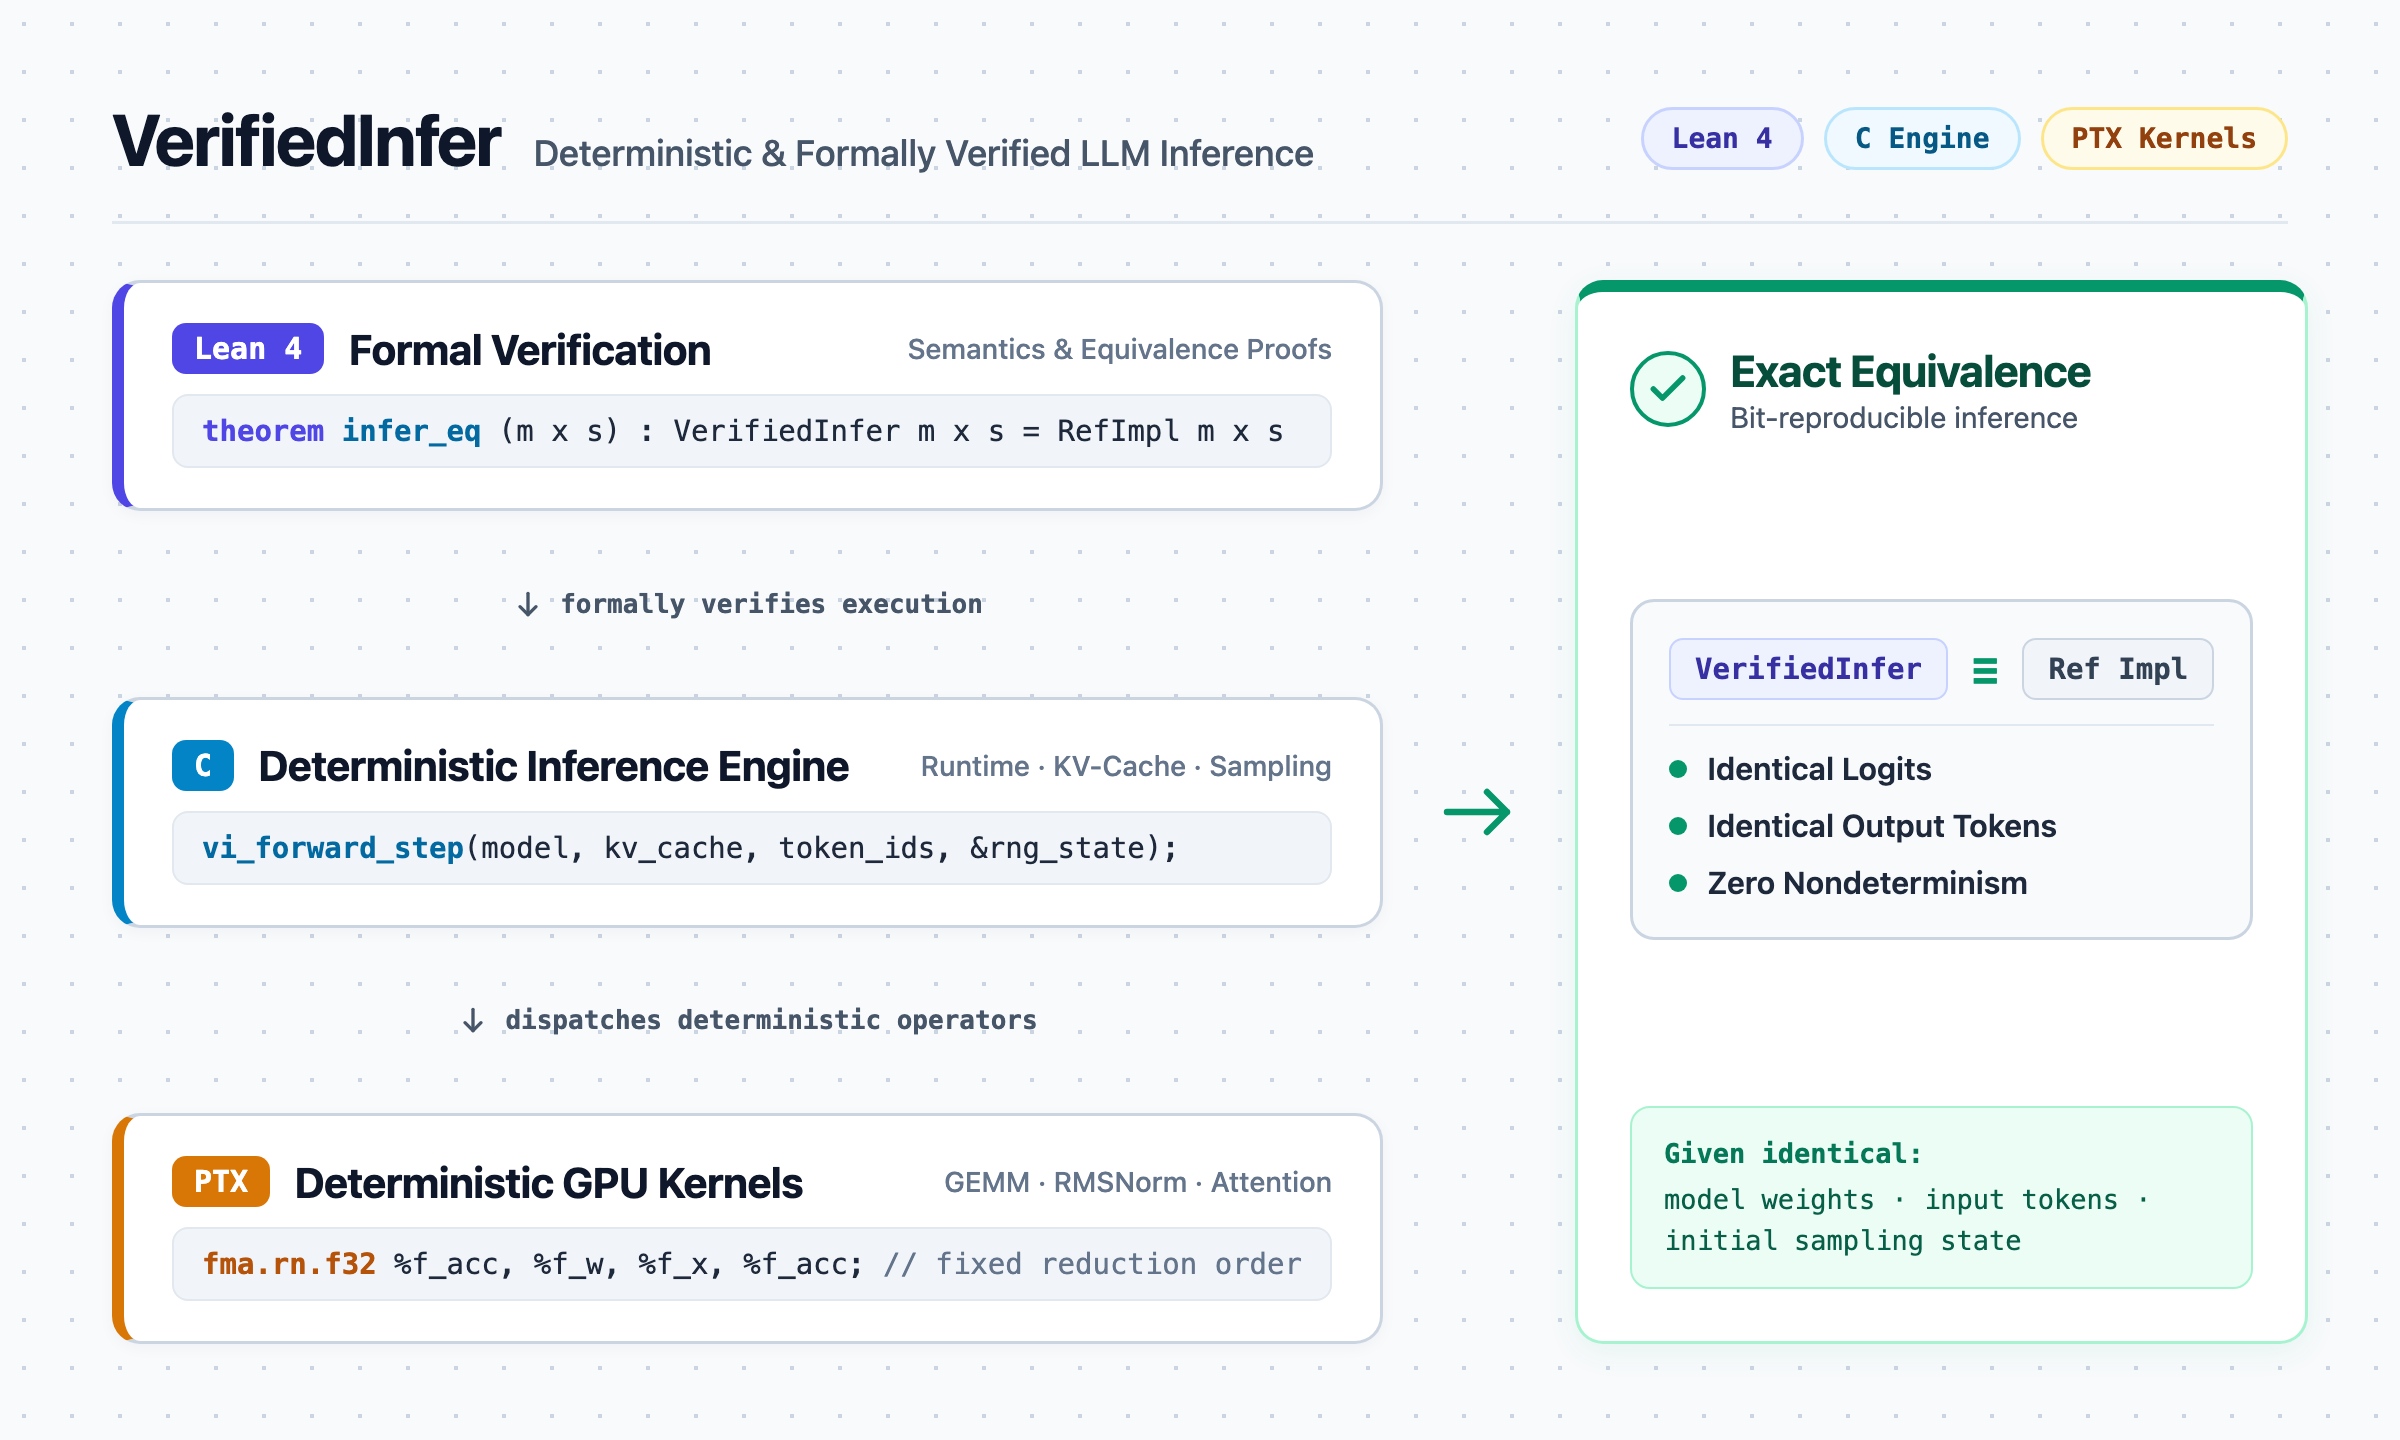 VerifiedInfer Deterministic & Formally Verified LLM Inference
Lean 4 C Engine PTX Kernels
Lean 4 Formal Verification Semantics & Equivalence Proofs
theorem infer_eq (m x s) : VerifiedInfer m x s = RefImpl m x s
↓ formally verifies execution
C Deterministic Inference Engine Runtime · KV-Cache · Sampling
vi_forward_step(model, kv_cache, token_ids, &rng_state);
↓ dispatches deterministic operators
PTX Deterministic GPU Kernels GEMM · RMSNorm · Attention
fma.rn.f32 %f_acc, %f_w, %f_x, %f_acc; // fixed reduction order
→
Exact Equivalence
Bit-reproducible inference
VerifiedInfer ≡ Ref Impl
Identical Logits
Identical Output Tokens
Zero Nondeterminism
Given identical:
model weights · input tokens ·
initial sampling state